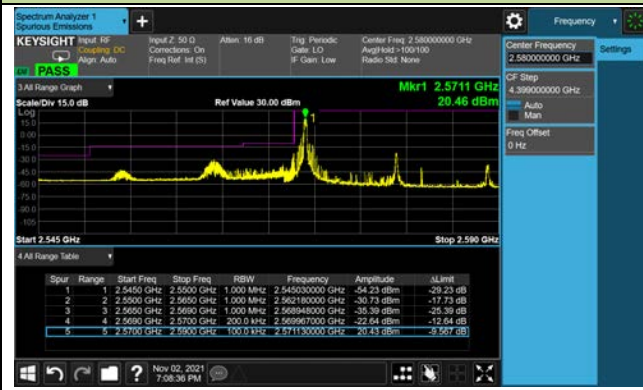 Spectrum Analyzer 1
Spurious Emissions
Frequency
KEYSIGHT
Input: RF
Coupling: DC
Align: Auto
Input Z: 50 Ω
Corrections: On
Freq Ref: Int (S)
Atten: 16 dB
Trig: Periodic
Gate: LO
IF Gain: Low
Center Freq: 2.580000000 GHz
Avg|Hold:>100/100
Radio Std: None
PASS
Center Frequency
2.580000000 GHz
Settings
CF Step
4.399000000 GHz
Auto
Man
Freq Offset
0 Hz
3 All Range Graph
Mkr1 2.5711 GHz
20.46 dBm
Scale/Div 15.0 dB
Ref Value 30.00 dBm
Log
15.0
0.00
-15.0
-30.0
-45.0
-60.0
-75.0
-90.0
-105
1
Start 2.545 GHz
Stop 2.590 GHz
4 All Range Table
Spur Range Start Freq Stop Freq RBW Frequency Amplitude ΔLimit
1 1 2.5450 GHz 2.5500 GHz 1.000 MHz 2.545030000 GHz -54.23 dBm -29.23 dB
2 2 2.5500 GHz 2.5650 GHz 1.000 MHz 2.562180000 GHz -30.73 dBm -17.73 dB
3 3 2.5650 GHz 2.5690 GHz 1.000 MHz 2.568948000 GHz -35.39 dBm -25.39 dB
4 4 2.5690 GHz 2.5700 GHz 200.0 kHz 2.569967000 GHz -22.64 dBm -12.64 dB
5 5 2.5700 GHz 2.5900 GHz 100.0 kHz 2.571130000 GHz 20.43 dBm -9.567 dB
Nov 02, 2021
7:08:36 PM